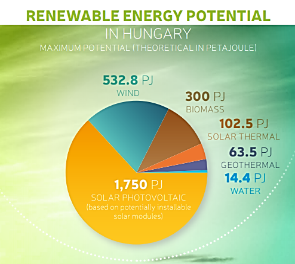 RENEWABLE ENERGY POTENTIAL
IN HUNGARY
MAXIMUM POTENTIAL (THEORETICAL IN PETAJOULE)
532.8 PJ
WIND
300 PJ
BIOMASS
102.5 PJ
SOLAR THERMAL
63.5 PJ
GEOTHERMAL
14.4 PJ
WATER
1,750 PJ
SOLAR PHOTOVOLTAIC
(based on potentially installable
solar modules)